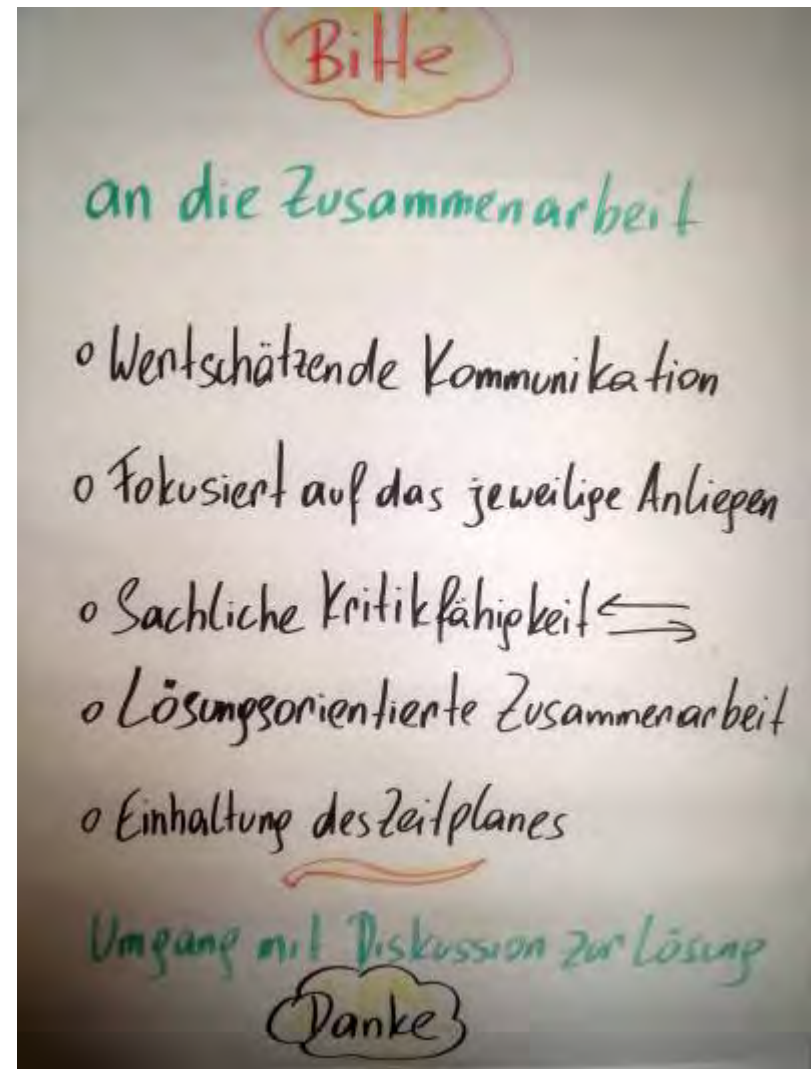 Bitte
an die Zusammenarbeit
o Wertschätzende Kommunikation
o Fokusiert auf das jeweilige Anliegen
o Sachliche Kritikfähigkeit ⇆
o Lösungsorientierte Zusammenarbeit
o Einhaltung des Zeitplanes
Umgang mit Diskussion zur Lösung
Danke